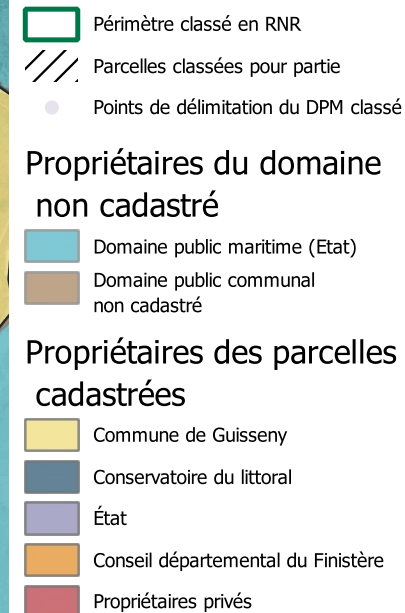 Périmètre classé en RNR
Parcelles classées pour partie
Points de délimitation du DPM classé
Propriétaires du domaine
non cadastré
Domaine public maritime (Etat)
Domaine public communal
non cadastré
Propriétaires des parcelles
cadastrées
Commune de Guisseny
Conservatoire du littoral
État
Conseil départemental du Finistère
Propriétaires privés